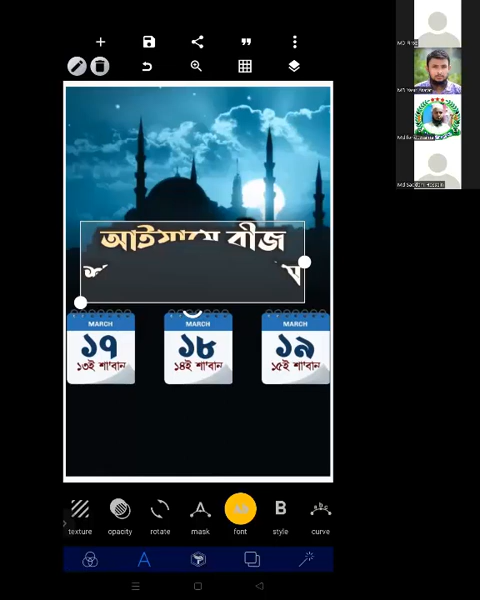 আইয়ামে বীজ
MARCH
১৭
১৩ই শা'বান
MARCH
১৮
১৪ই শা'বান
MARCH
১৯
১৫ই শা'বান
texture
opacity
rotate
mask
font
style
curve